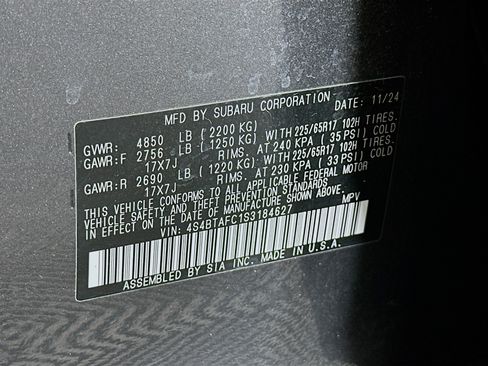 MFD BY SUBARU CORPORATION DATE: 11/24
GVWR: 4850 LB (2200 KG)
GAWR:F 2756 LB (1250 KG) WITH 225/65R17 102H TIRES.
17X7J RIMS. AT 240 KPA ( 35 PSI) COLD
GAWR:R 2690 LB (1220 KG) WITH 225/65R17 102H TIRES.
17X7J RIMS. AT 230 KPA ( 33 PSI) COLD
THIS VEHICLE CONFORMS TO ALL APPLICABLE FEDERAL MOTOR
VEHICLE SAFETY AND THEFT PREVENTION STANDARDS
IN EFFECT ON THE DATE OF MANUFACTURE SHOWN ABOVE.
VIN: 4S4BTAFC1S3184627 MPV
ASSEMBLED BY SIA INC. MADE IN U.S.A.